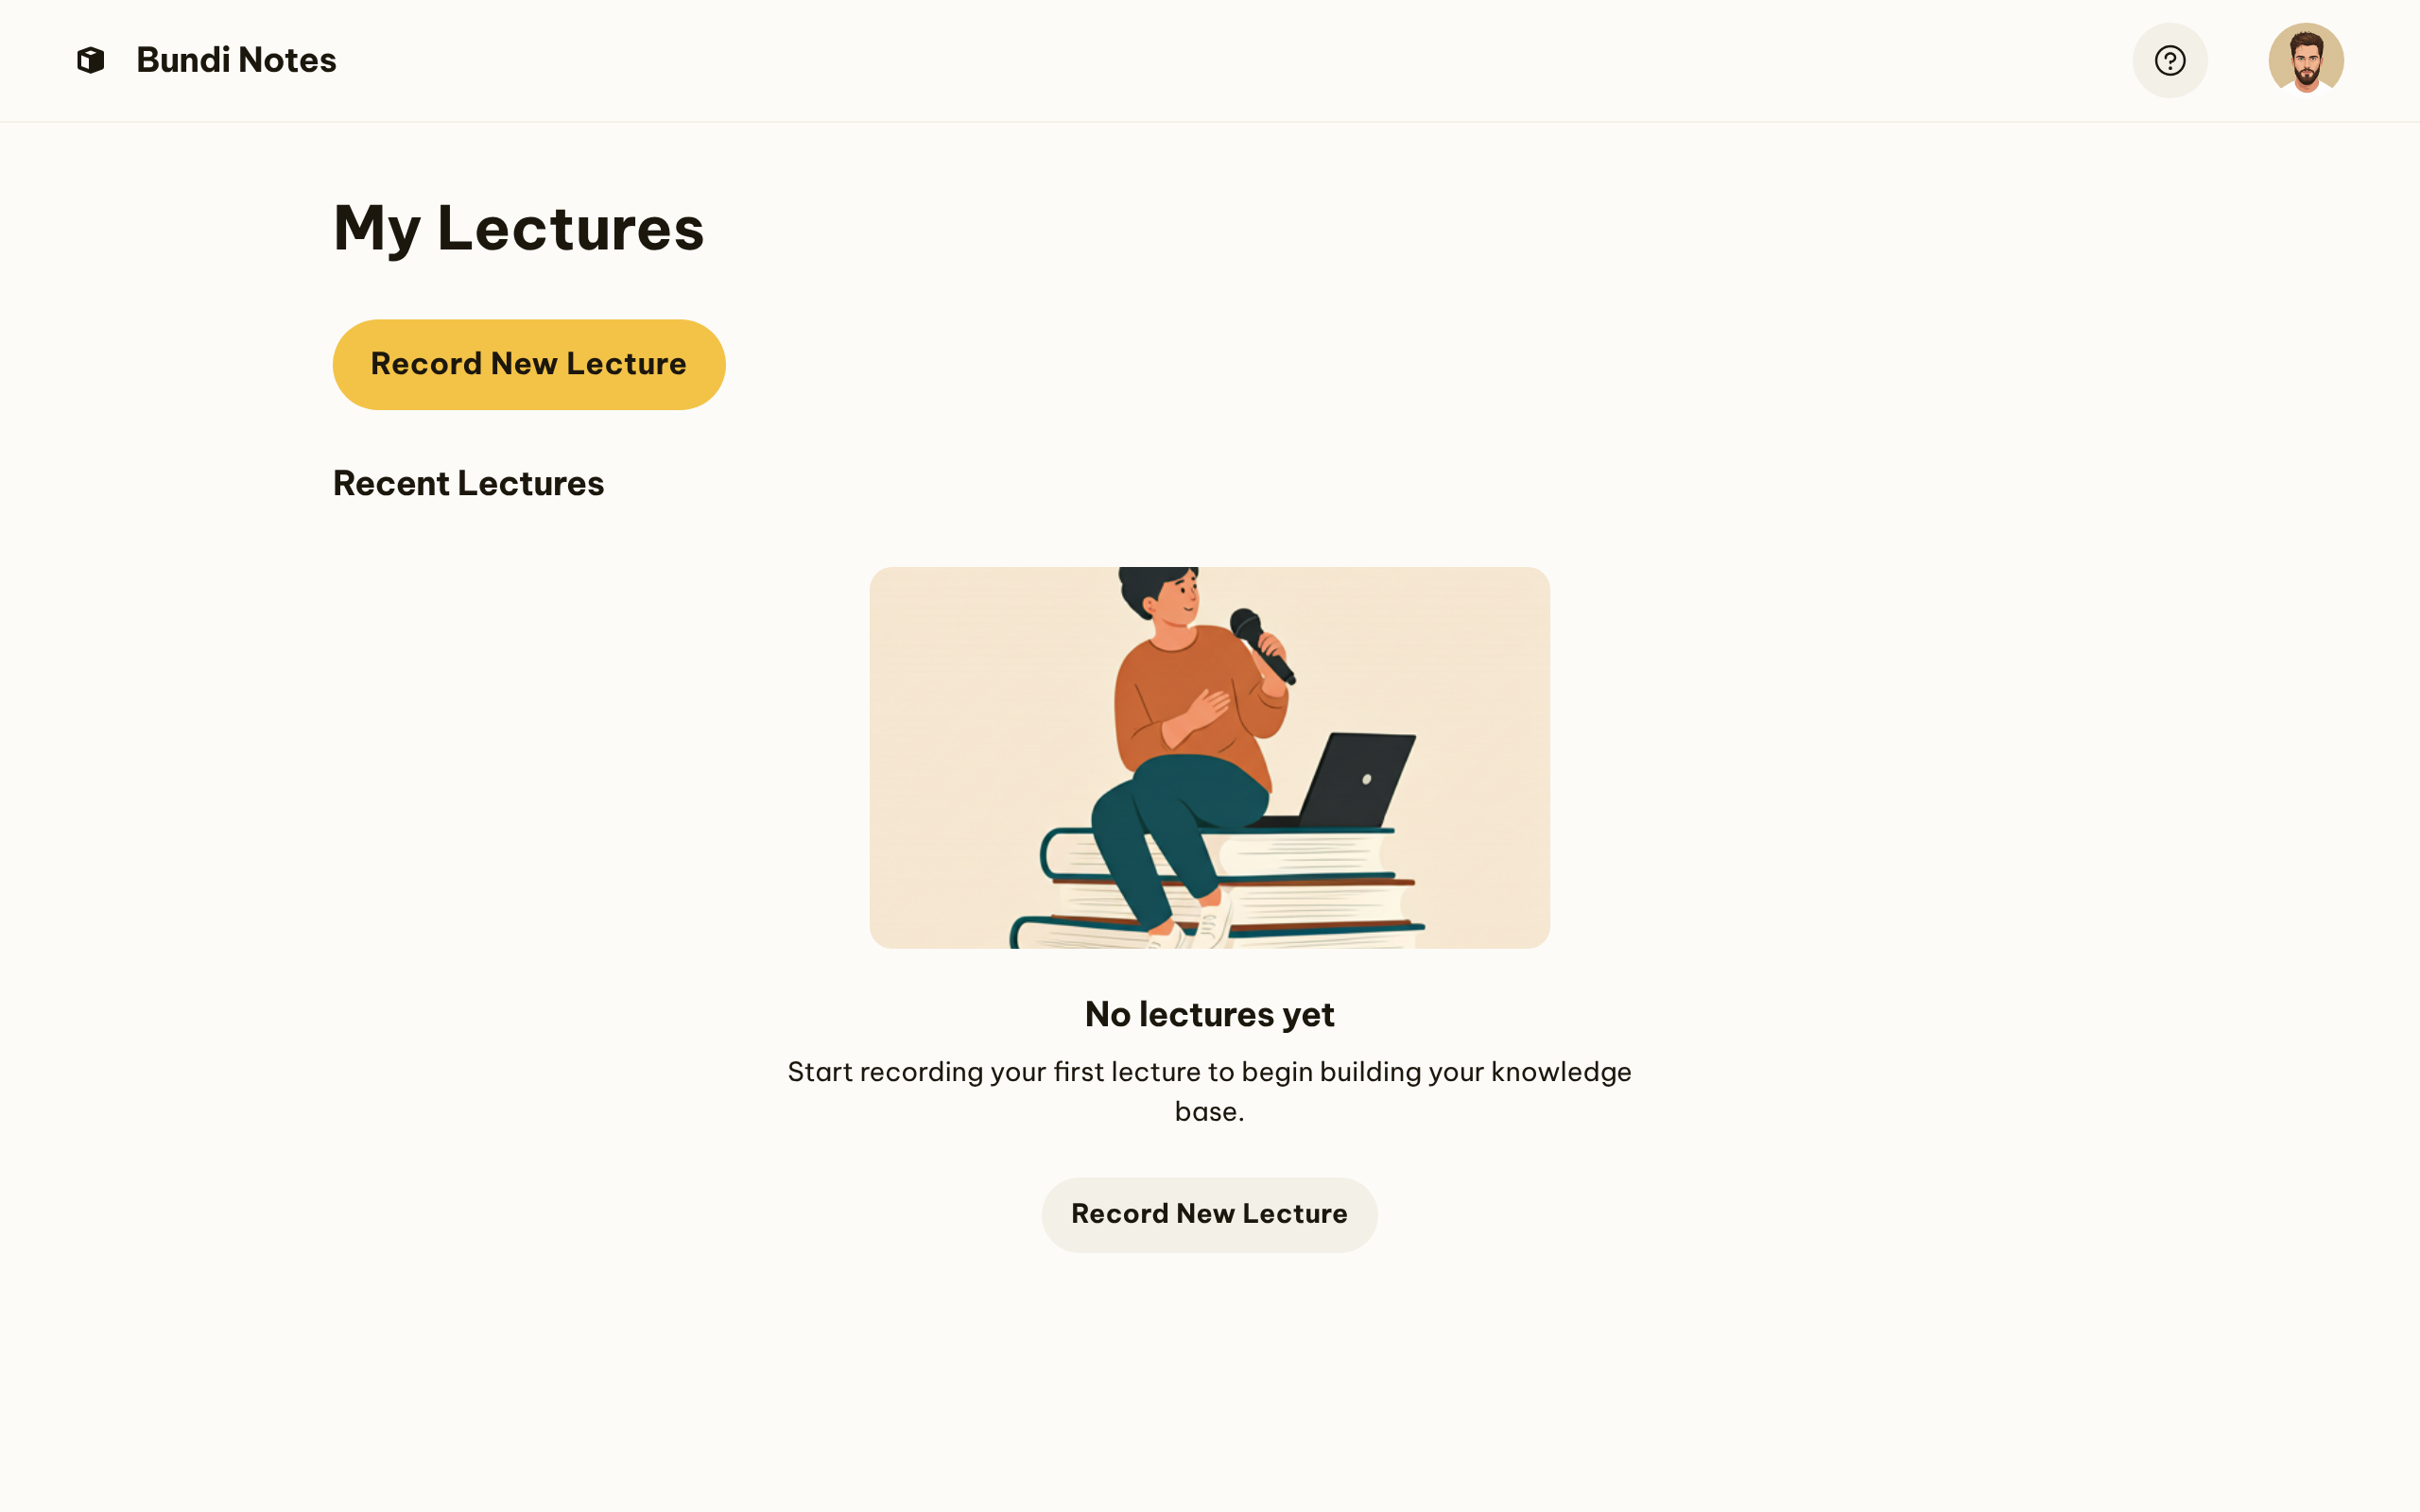 Bundi Notes
My Lectures
Record New Lecture
Recent Lectures
No lectures yet
Start recording your first lecture to begin building your knowledge
base.
Record New Lecture